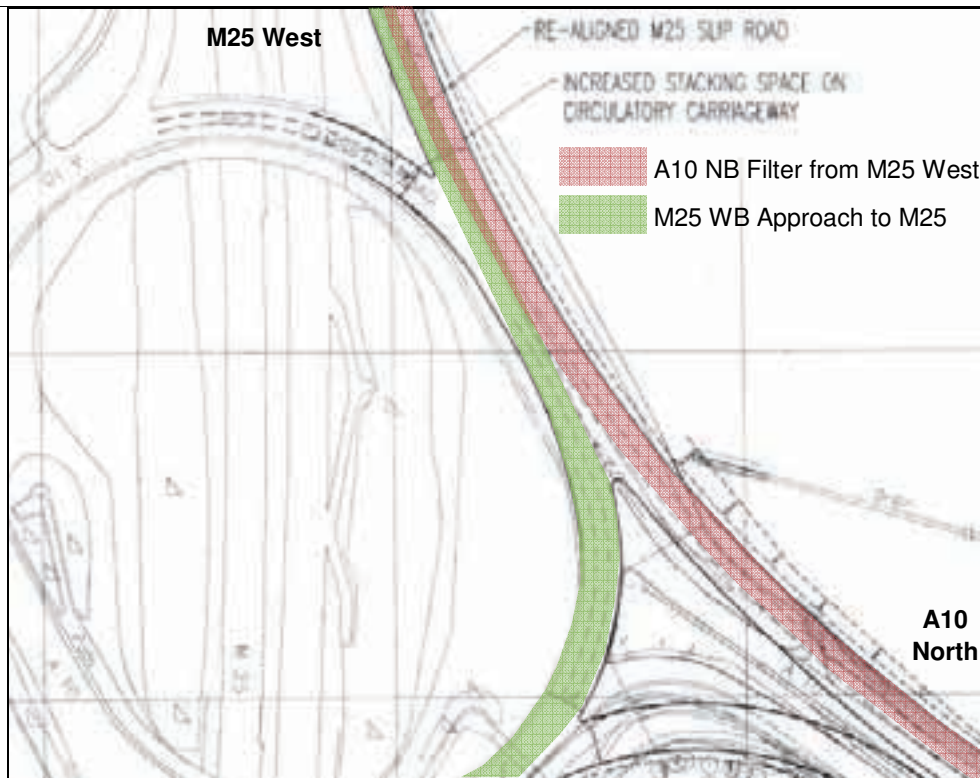 M25 West
RE-ALIGNED M25 SLIP ROAD
INCREASED STACKING SPACE ON
CIRCULATORY CARRIAGEWAY
A10 NB Filter from M25 West
M25 WB Approach to M25
A10
North
M 25